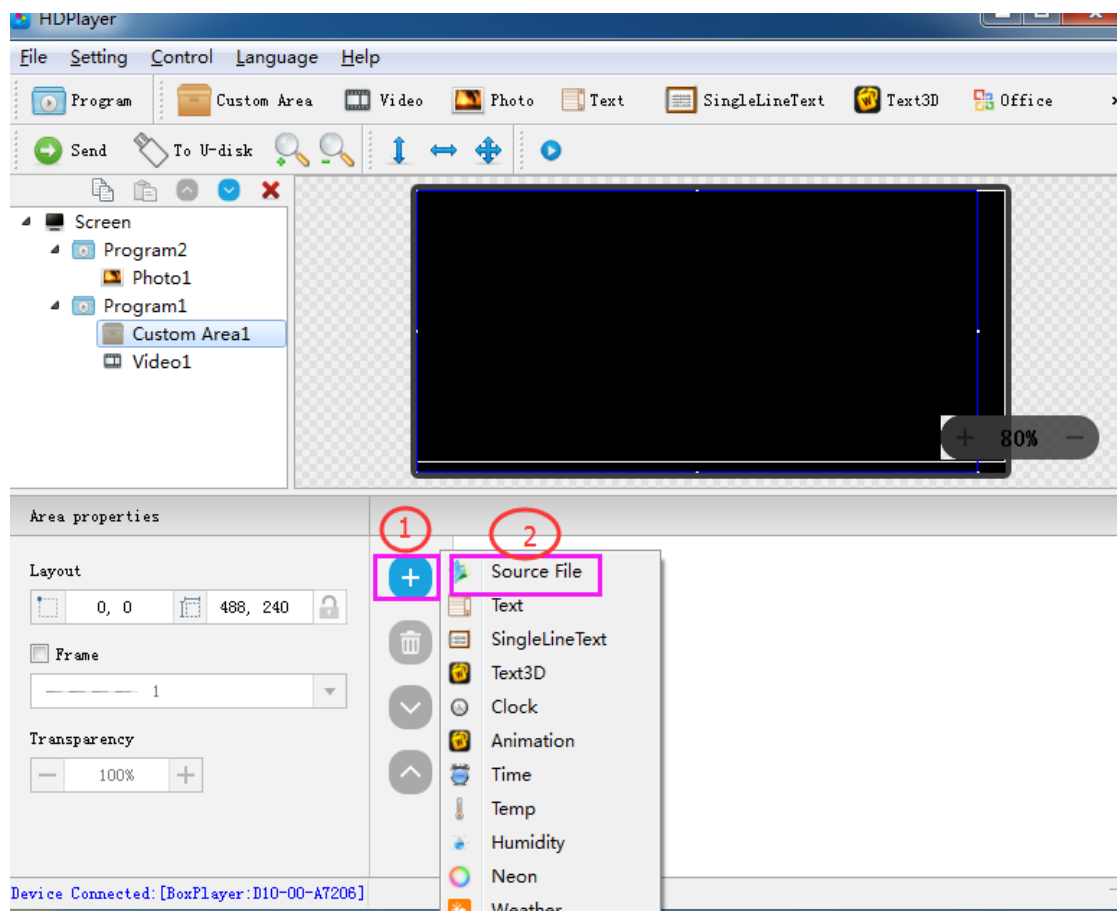 HDPlayer
File Setting Control Language Help
Program Custom Area Video Photo Text SingleLineText Text3D Office
Send To U-disk
Screen
Program2
Photo1
Program1
Custom Area1
Video1
80%
Area properties
1
2
Layout
0, 0 488, 240
Frame
1
Transparency
100%
Source File
Text
SingleLineText
Text3D
Clock
Animation
Time
Temp
Humidity
Neon
Weather
Device Connected:[BoxPlayer:D10-00-A7206]